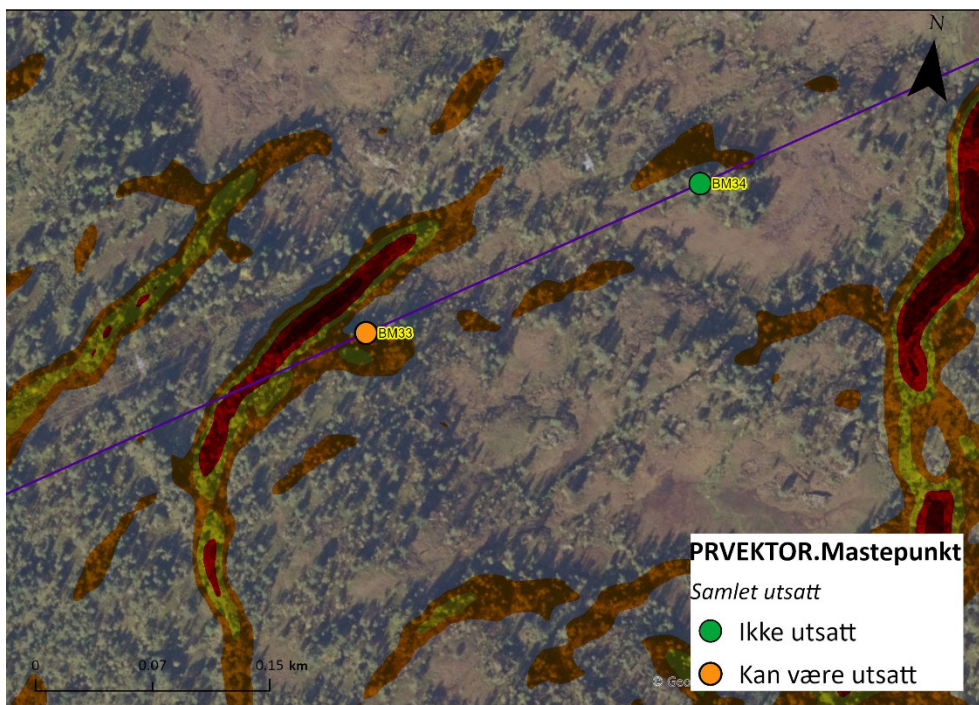 N
BM34
BM33
PRVEKTOR.Mastepunkt
Samlet utsatt
Ikke utsatt
Kan være utsatt
0 0.07 0.15 km
©